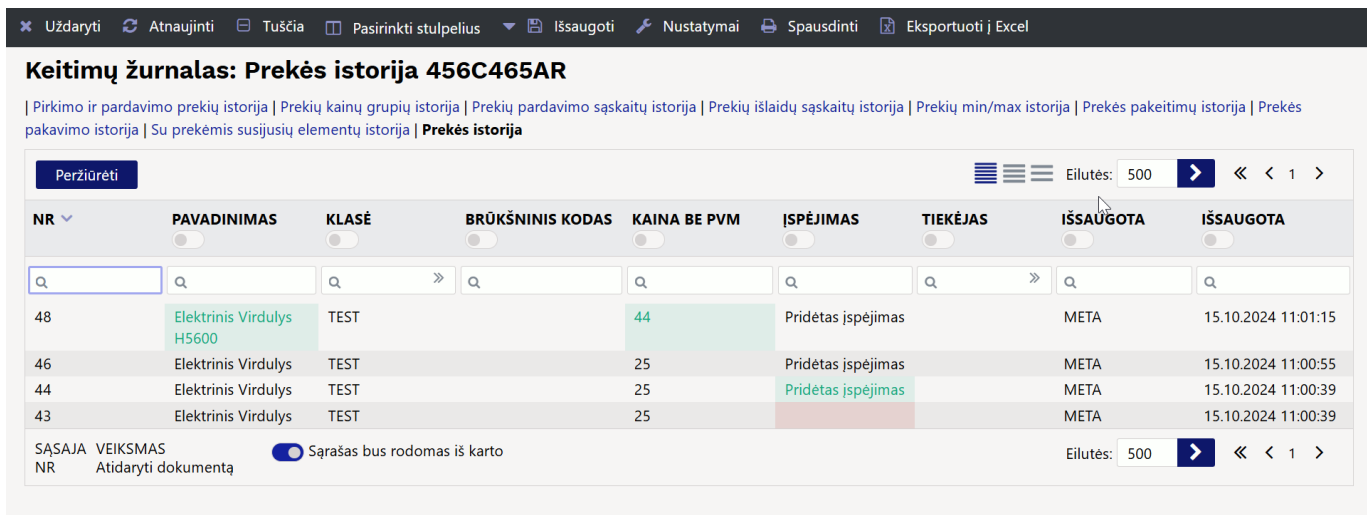 Uždaryti Atnaujinti Tuščia Pasirinkti stulpelius Išsaugoti Nustatymai Spausdinti Eksportuoti į Excel
Keitimų žurnalas: Prekės istorija 456C465AR
| Pirkimo ir pardavimo prekių istorija | Prekių kainų grupių istorija | Prekių pardavimo sąskaitų istorija | Prekių išlaidų sąskaitų istorija | Prekių min/max istorija | Prekės pakeitimų istorija | Prekės
pakavimo istorija | Su prekėmis susijusių elementų istorija | Prekės istorija
Peržiūrėti Eilutės: 500 1
NR PAVADINIMAS KLASĖ BRŪKŠNINIS KODAS KAINA BE PVM ĮSPĖJIMAS TIEKĖJAS IŠSAUGOTA IŠSAUGOTA
48 Elektrinis Virdulys TEST 44 Pridėtas įspėjimas META 15.10.2024 11:01:15
H5600
46 Elektrinis Virdulys TEST 25 Pridėtas įspėjimas META 15.10.2024 11:00:55
44 Elektrinis Virdulys TEST 25 Pridėtas įspėjimas META 15.10.2024 11:00:39
43 Elektrinis Virdulys TEST 25 META 15.10.2024 11:00:39
SĄSAJA VEIKSMAS Sąrašas bus rodomas iš karto Eilutės: 500 1
NR Atidaryti dokumentą